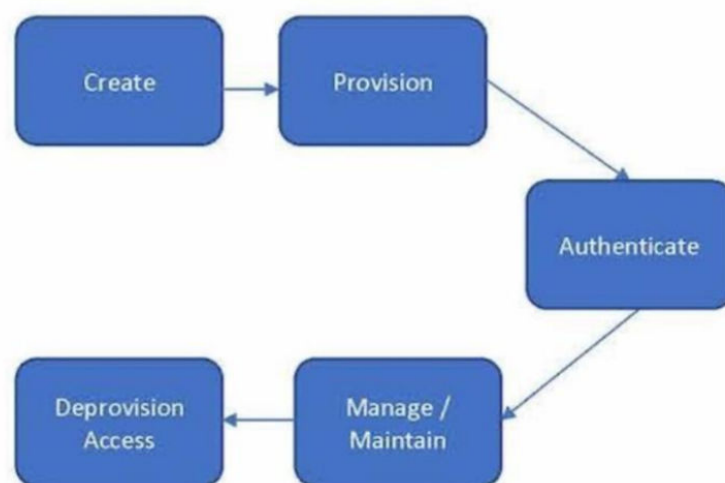 Create
Provision
Authenticate
Manage /
Maintain
Deprovision
Access